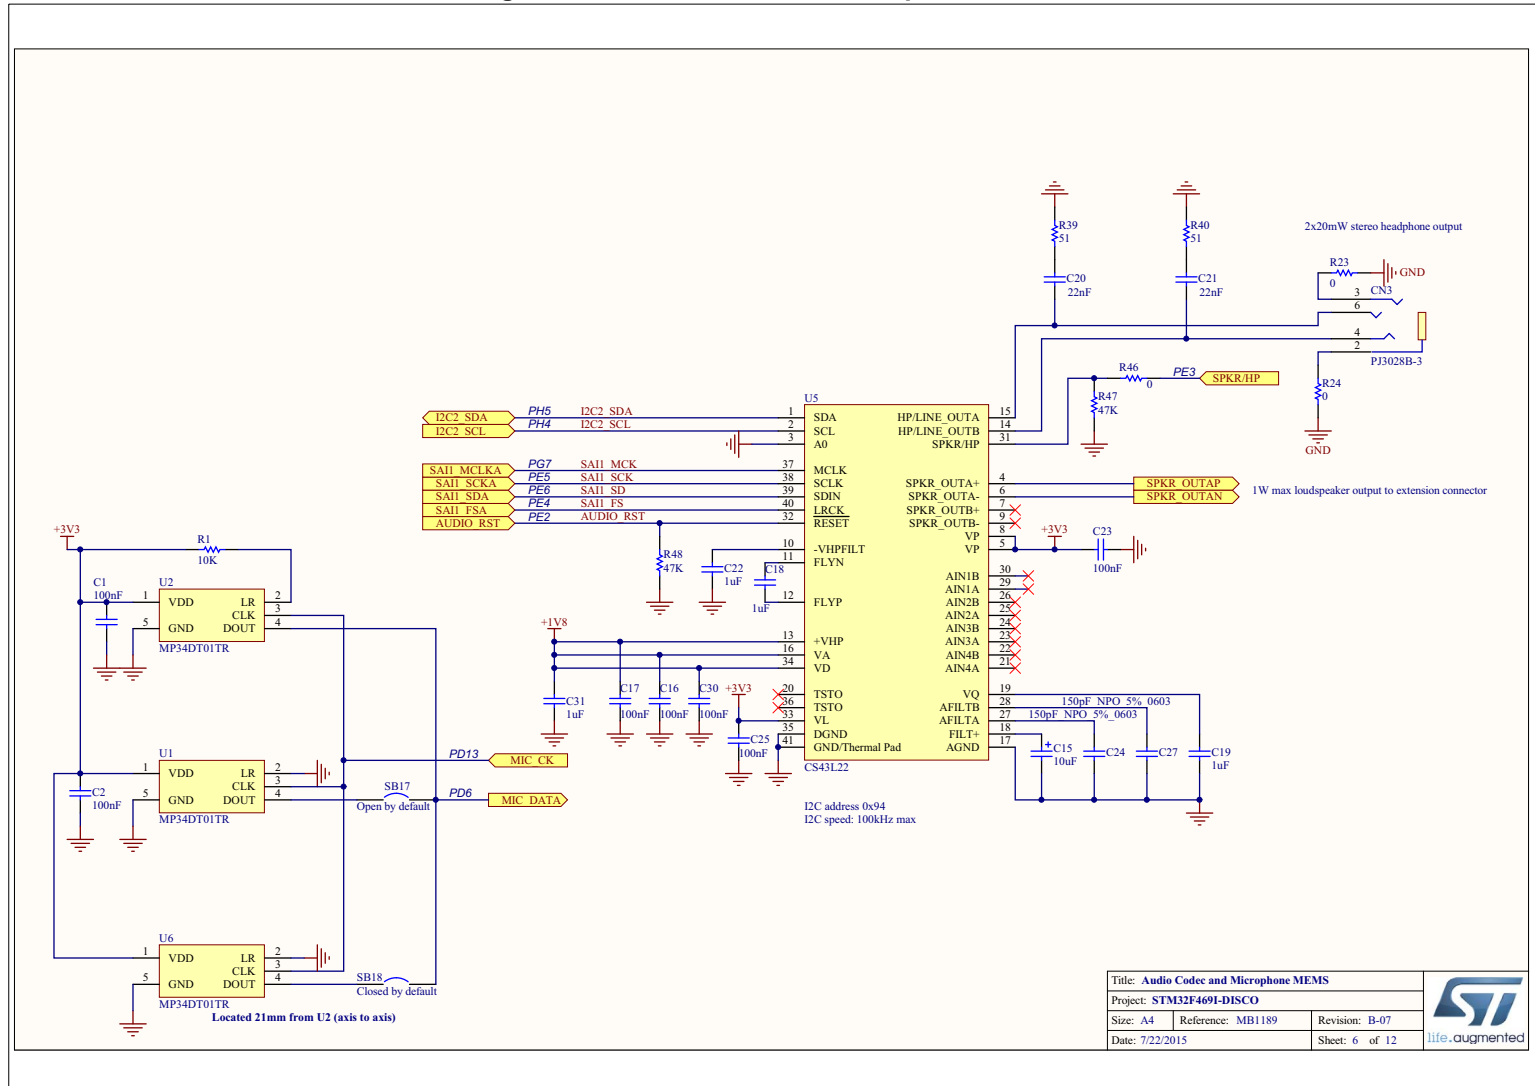 2x20mW stereo headphone output
R39
51
R40
51
C20
22nF
C21
22nF
R23
0
GND
3
CN3
6
4
2
PJ3028B-3
R24
0
GND
R46
0
PE3
SPKR/HP
R47
47K
U5
I2C2_SDA PH5 I2C2_SDA 1 SDA
I2C2_SCL PH4 I2C2_SCL 2 SCL
3 A0
SAI1_MCLKA PG7 SAI1_MCK 37 MCLK
SAI1_SCKA PE5 SAI1_SCK 38 SCLK
SAI1_SDA PE6 SAI1_SD 39 SDIN
SAI1_FSA PE4 SAI1_FS 40 LRCK
AUDIO_RST PE2 AUDIO_RST 32 RESET
10 -VHPFILT
11 FLYN
12 FLYP
13 +VHP
16 VA
34 VD
20 TSTO
36 TSTO
33 VL
35 DGND
41 GND/Thermal Pad
CS43L22
HP/LINE_OUTA 15
HP/LINE_OUTB 14
SPKR/HP 31
SPKR_OUTA+ 4 SPKR_OUTAP
SPKR_OUTA- 6 SPKR_OUTAN
1W max loudspeaker output to extension connector
SPKR_OUTB+ 7
SPKR_OUTB- 9
VP 8
VP 5
+3V3
C23
100nF
AIN1B 30
AIN1A 29
AIN2B 26
AIN2A 25
AIN3B 24
AIN3A 23
AIN4B 22
AIN4A 21
VQ 19
AFILTB 28
AFILTA 27
FILT+ 18
AGND 17
150pF_NPO_5%_0603
150pF_NPO_5%_0603
C15
10uF
C24
C27
C19
1uF
I2C address 0x94
I2C speed: 100kHz max
R48
47K
C22
1uF
C18
1uF
+1V8
C31
1uF
C17
100nF
C16
100nF
C30
100nF
+3V3
C25
100nF
+3V3
R1
10K
C1
100nF
U2
1 VDD LR 2
CLK 3
5 GND DOUT 4
MP34DT01TR
U1
1 VDD LR 2
CLK 3
5 GND DOUT 4
MP34DT01TR
C2
100nF
PD13 MIC_CK
SB17
Open by default
PD6 MIC_DATA
U6
1 VDD LR 2
CLK 3
5 GND DOUT 4
MP34DT01TR
SB18
Closed by default
Located 21mm from U2 (axis to axis)
Title: Audio Codec and Microphone MEMS
Project: STM32F469I-DISCO
Size: A4 Reference: MB1189 Revision: B-07
Date: 7/22/2015 Sheet: 6 of 12
ST
life.augmented